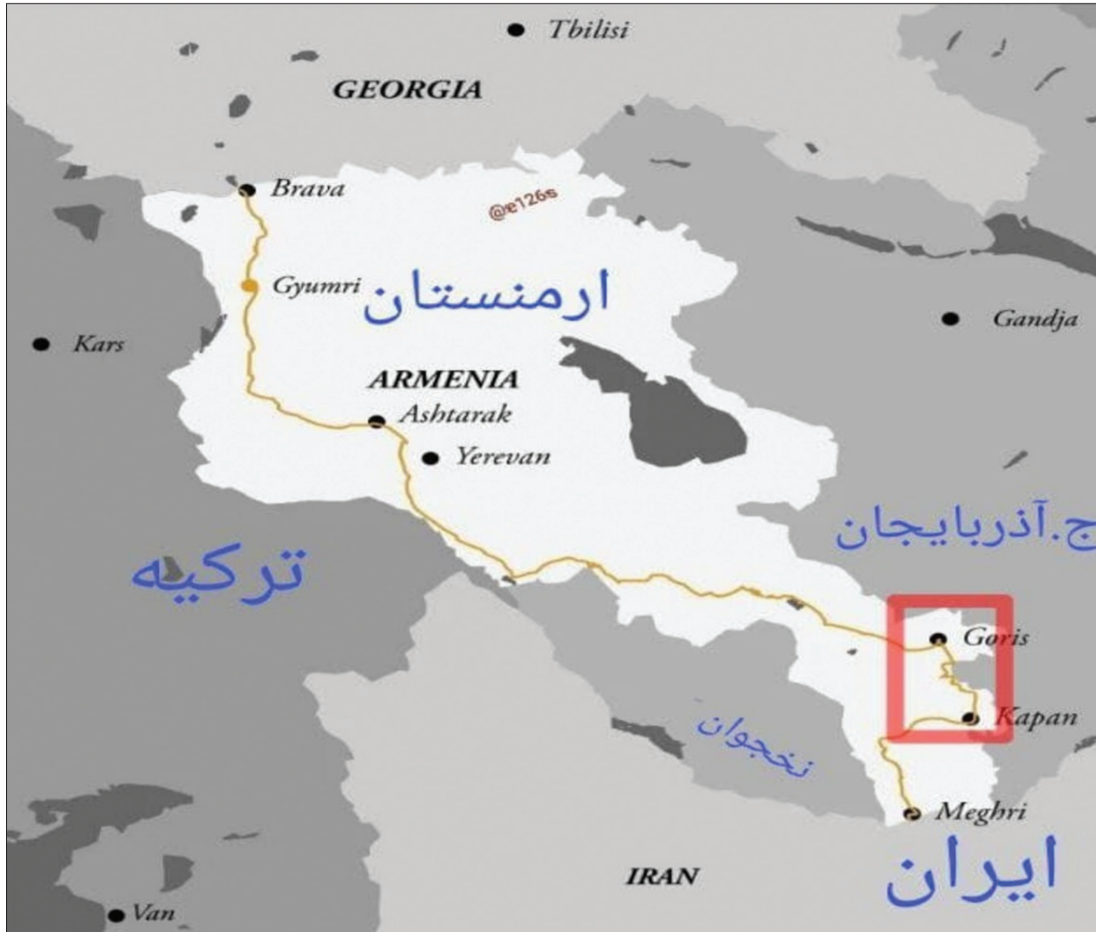 Tbilisi
GEORGIA
Brava
@e126s
Gyumri
ارمنستان
Gandja
Kars
ARMENIA
Ashtarak
Yerevan
ج.آذربایجان
ترکیه
Goris
نخجوان
Kapan
Meghri
ایران
IRAN
Van